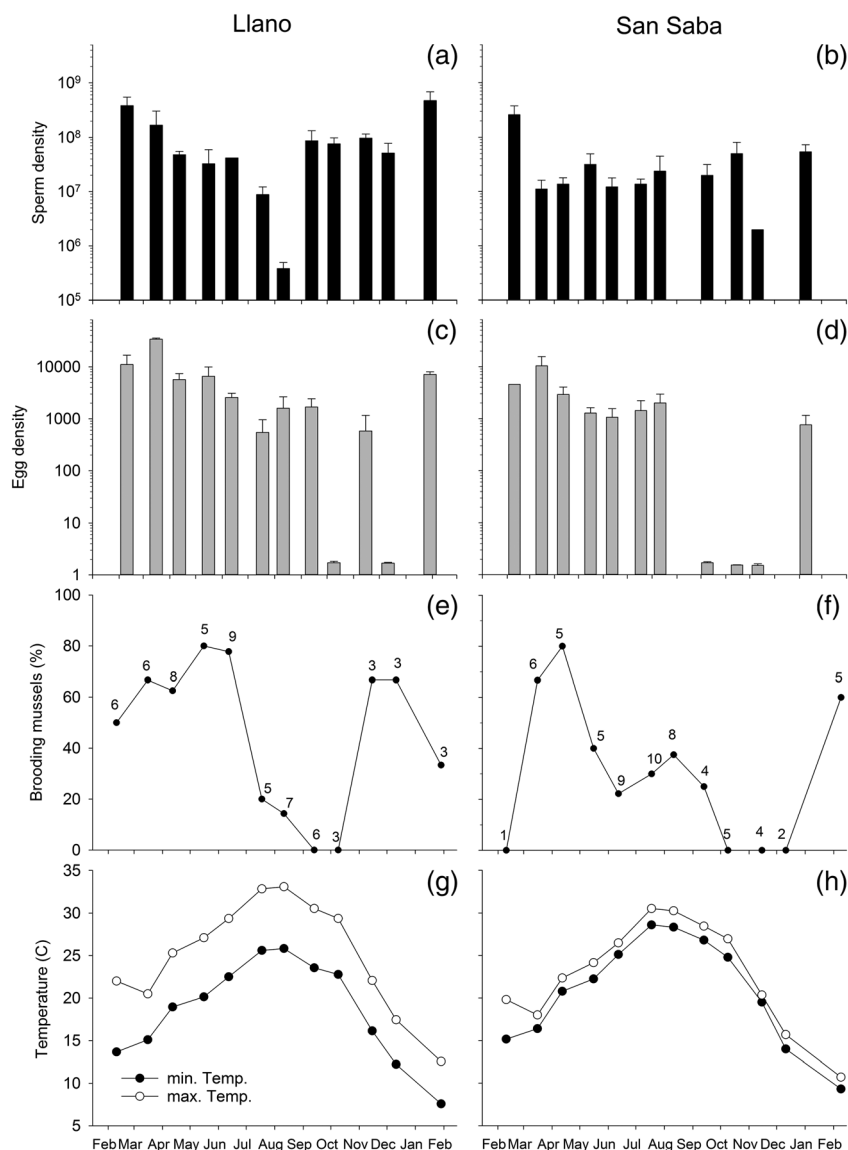 Llano San Saba
(a) (b)
10⁹
10⁸
10⁷
10⁶
10⁵
Sperm density
(c) (d)
10000
1000
100
10
1
Egg density
(e) (f)
100
80
60
40
20
0
Brooding mussels (%)
6 6 8 5 9 5 7 6 3 3 3 3
1 6 5 5 9 10 8 4 5 4 2 5
(g) (h)
35
30
25
20
15
10
5
Temperature (C)
min. Temp.
max. Temp.
Feb Mar Apr May Jun Jul Aug Sep Oct Nov Dec Jan Feb Feb Mar Apr May Jun Jul Aug Sep Oct Nov Dec Jan Feb